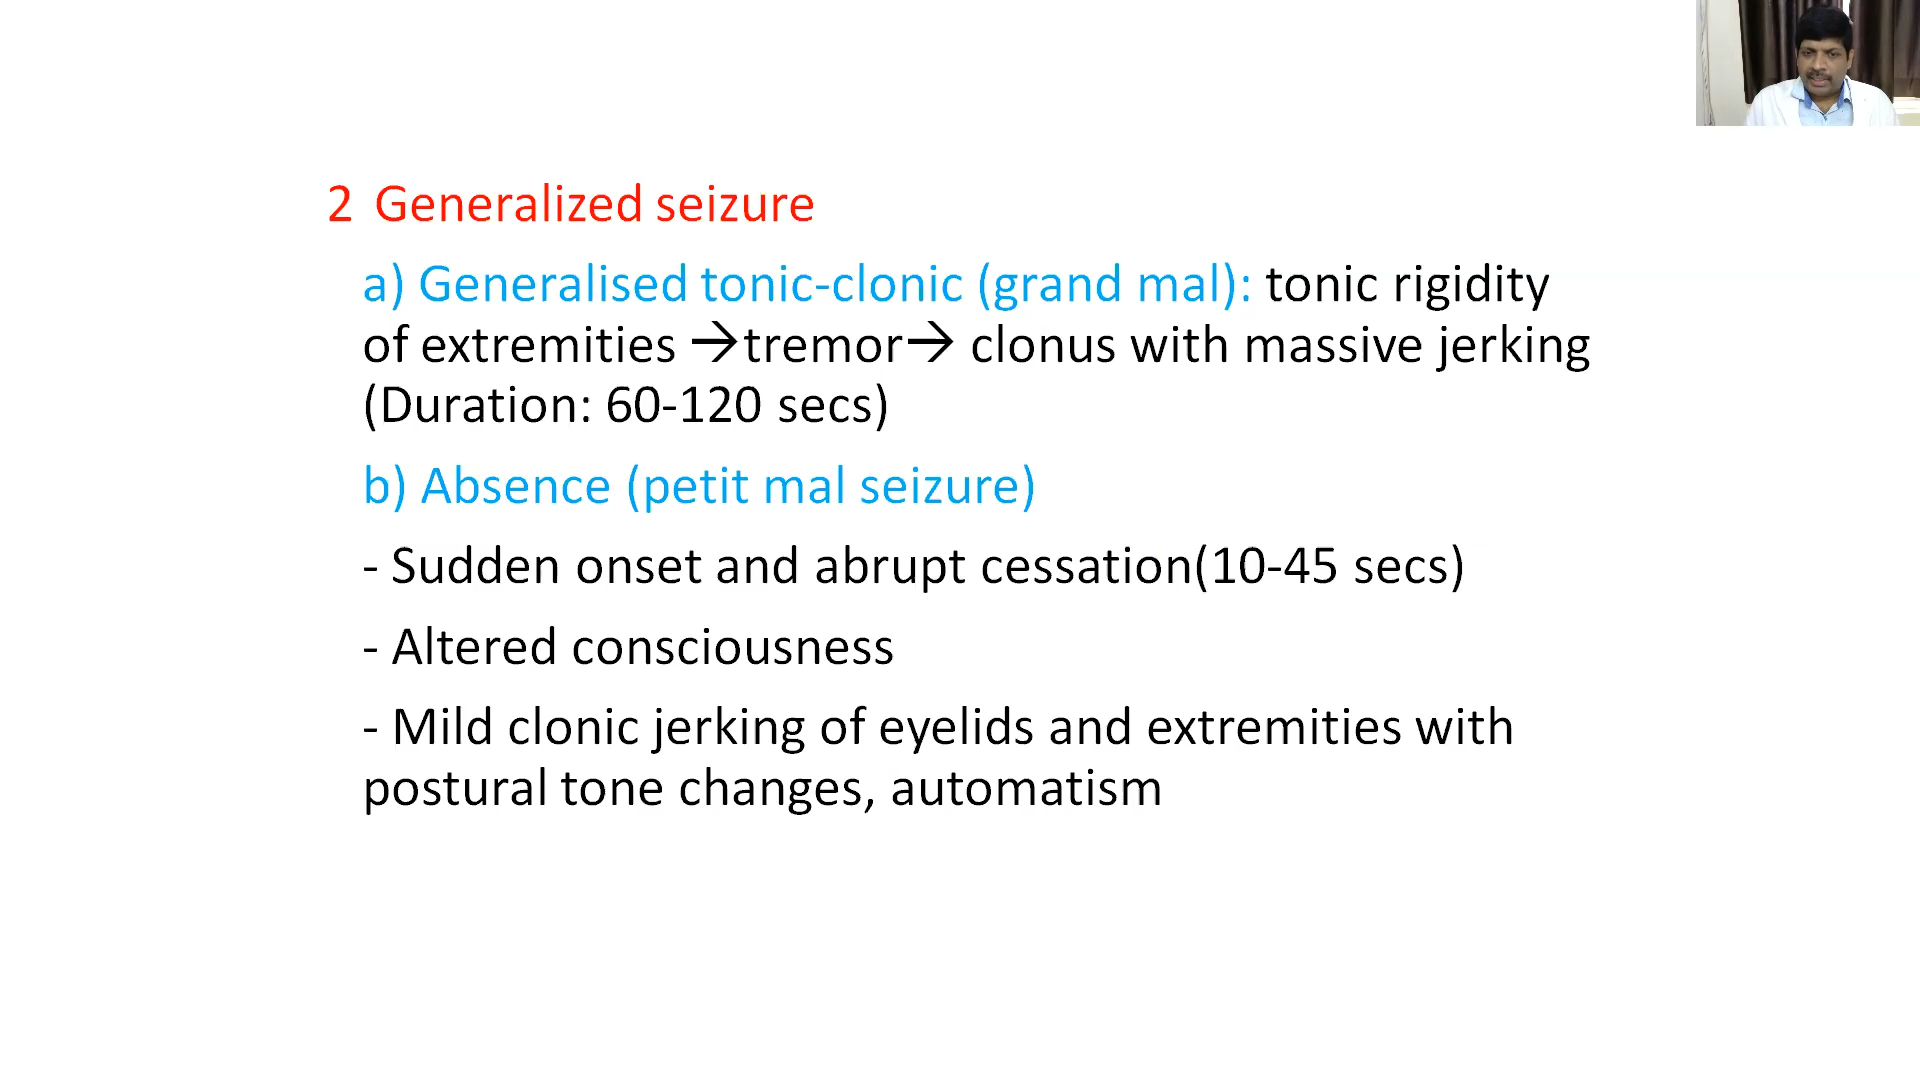 2 Generalized seizure
a) Generalised tonic-clonic (grand mal): tonic rigidity
of extremities →tremor→ clonus with massive jerking
(Duration: 60-120 secs)
b) Absence (petit mal seizure)
- Sudden onset and abrupt cessation(10-45 secs)
- Altered consciousness
- Mild clonic jerking of eyelids and extremities with
postural tone changes, automatism